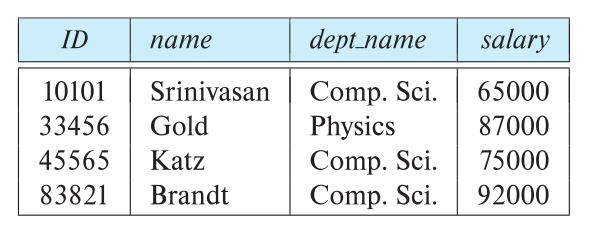 ID name dept_name salary
10101 Srinivasan Comp. Sci. 65000
33456 Gold Physics 87000
45565 Katz Comp. Sci. 75000
83821 Brandt Comp. Sci. 92000